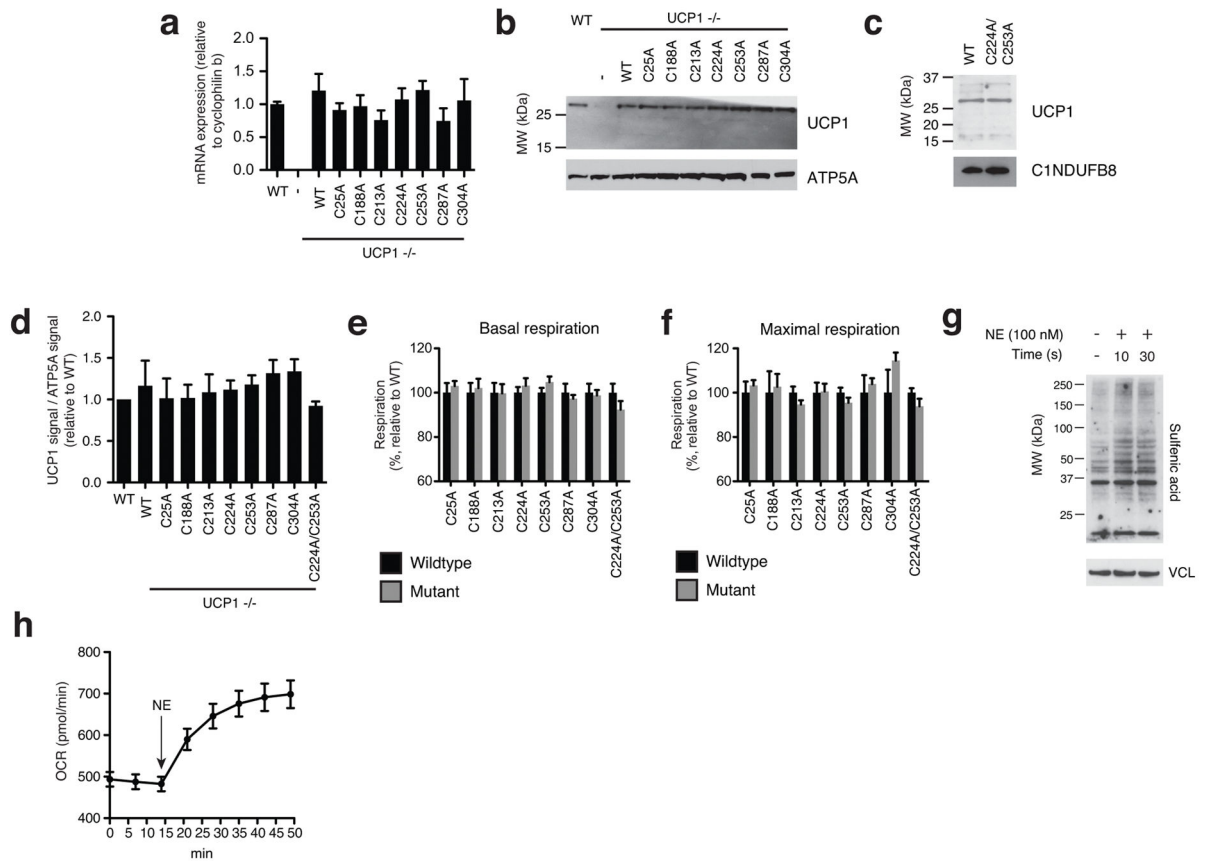 a
mRNA expression (relative
to cyclophilin b)
2.0
1.5
1.0
0.5
0.0
WT
-
WT
C25A
C188A
C213A
C224A
C253A
C287A
C304A
UCP1 -/-
b
WT
UCP1 -/-
-
WT
C25A
C188A
C213A
C224A
C253A
C287A
C304A
MW (kDa)
25
15
UCP1
ATP5A
c
WT
C224A/
C253A
MW (kDa)
37
25
20
15
UCP1
C1NDUFB8
d
UCP1 signal / ATP5A signal
(relative to WT)
2.0
1.5
1.0
0.5
0.0
WT
WT
C25A
C188A
C213A
C224A
C253A
C287A
C304A
C224A/C253A
UCP1 -/-
e
Basal respiration
Respiration
(%, relative to WT)
120
100
80
60
C25A
C188A
C213A
C224A
C253A
C287A
C304A
C224A/C253A
Wildtype
Mutant
f
Maximal respiration
Respiration
(%, relative to WT)
120
100
80
60
C25A
C188A
C213A
C224A
C253A
C287A
C304A
C224A/C253A
Wildtype
Mutant
g
NE (100 nM) - + +
Time (s) - 10 30
MW (kDa)
250
150
100
50
37
25
Sulfenic acid
VCL
h
OCR (pmol/min)
800
700
600
500
400
NE
0 5 10 15 20 25 30 35 40 45 50
min